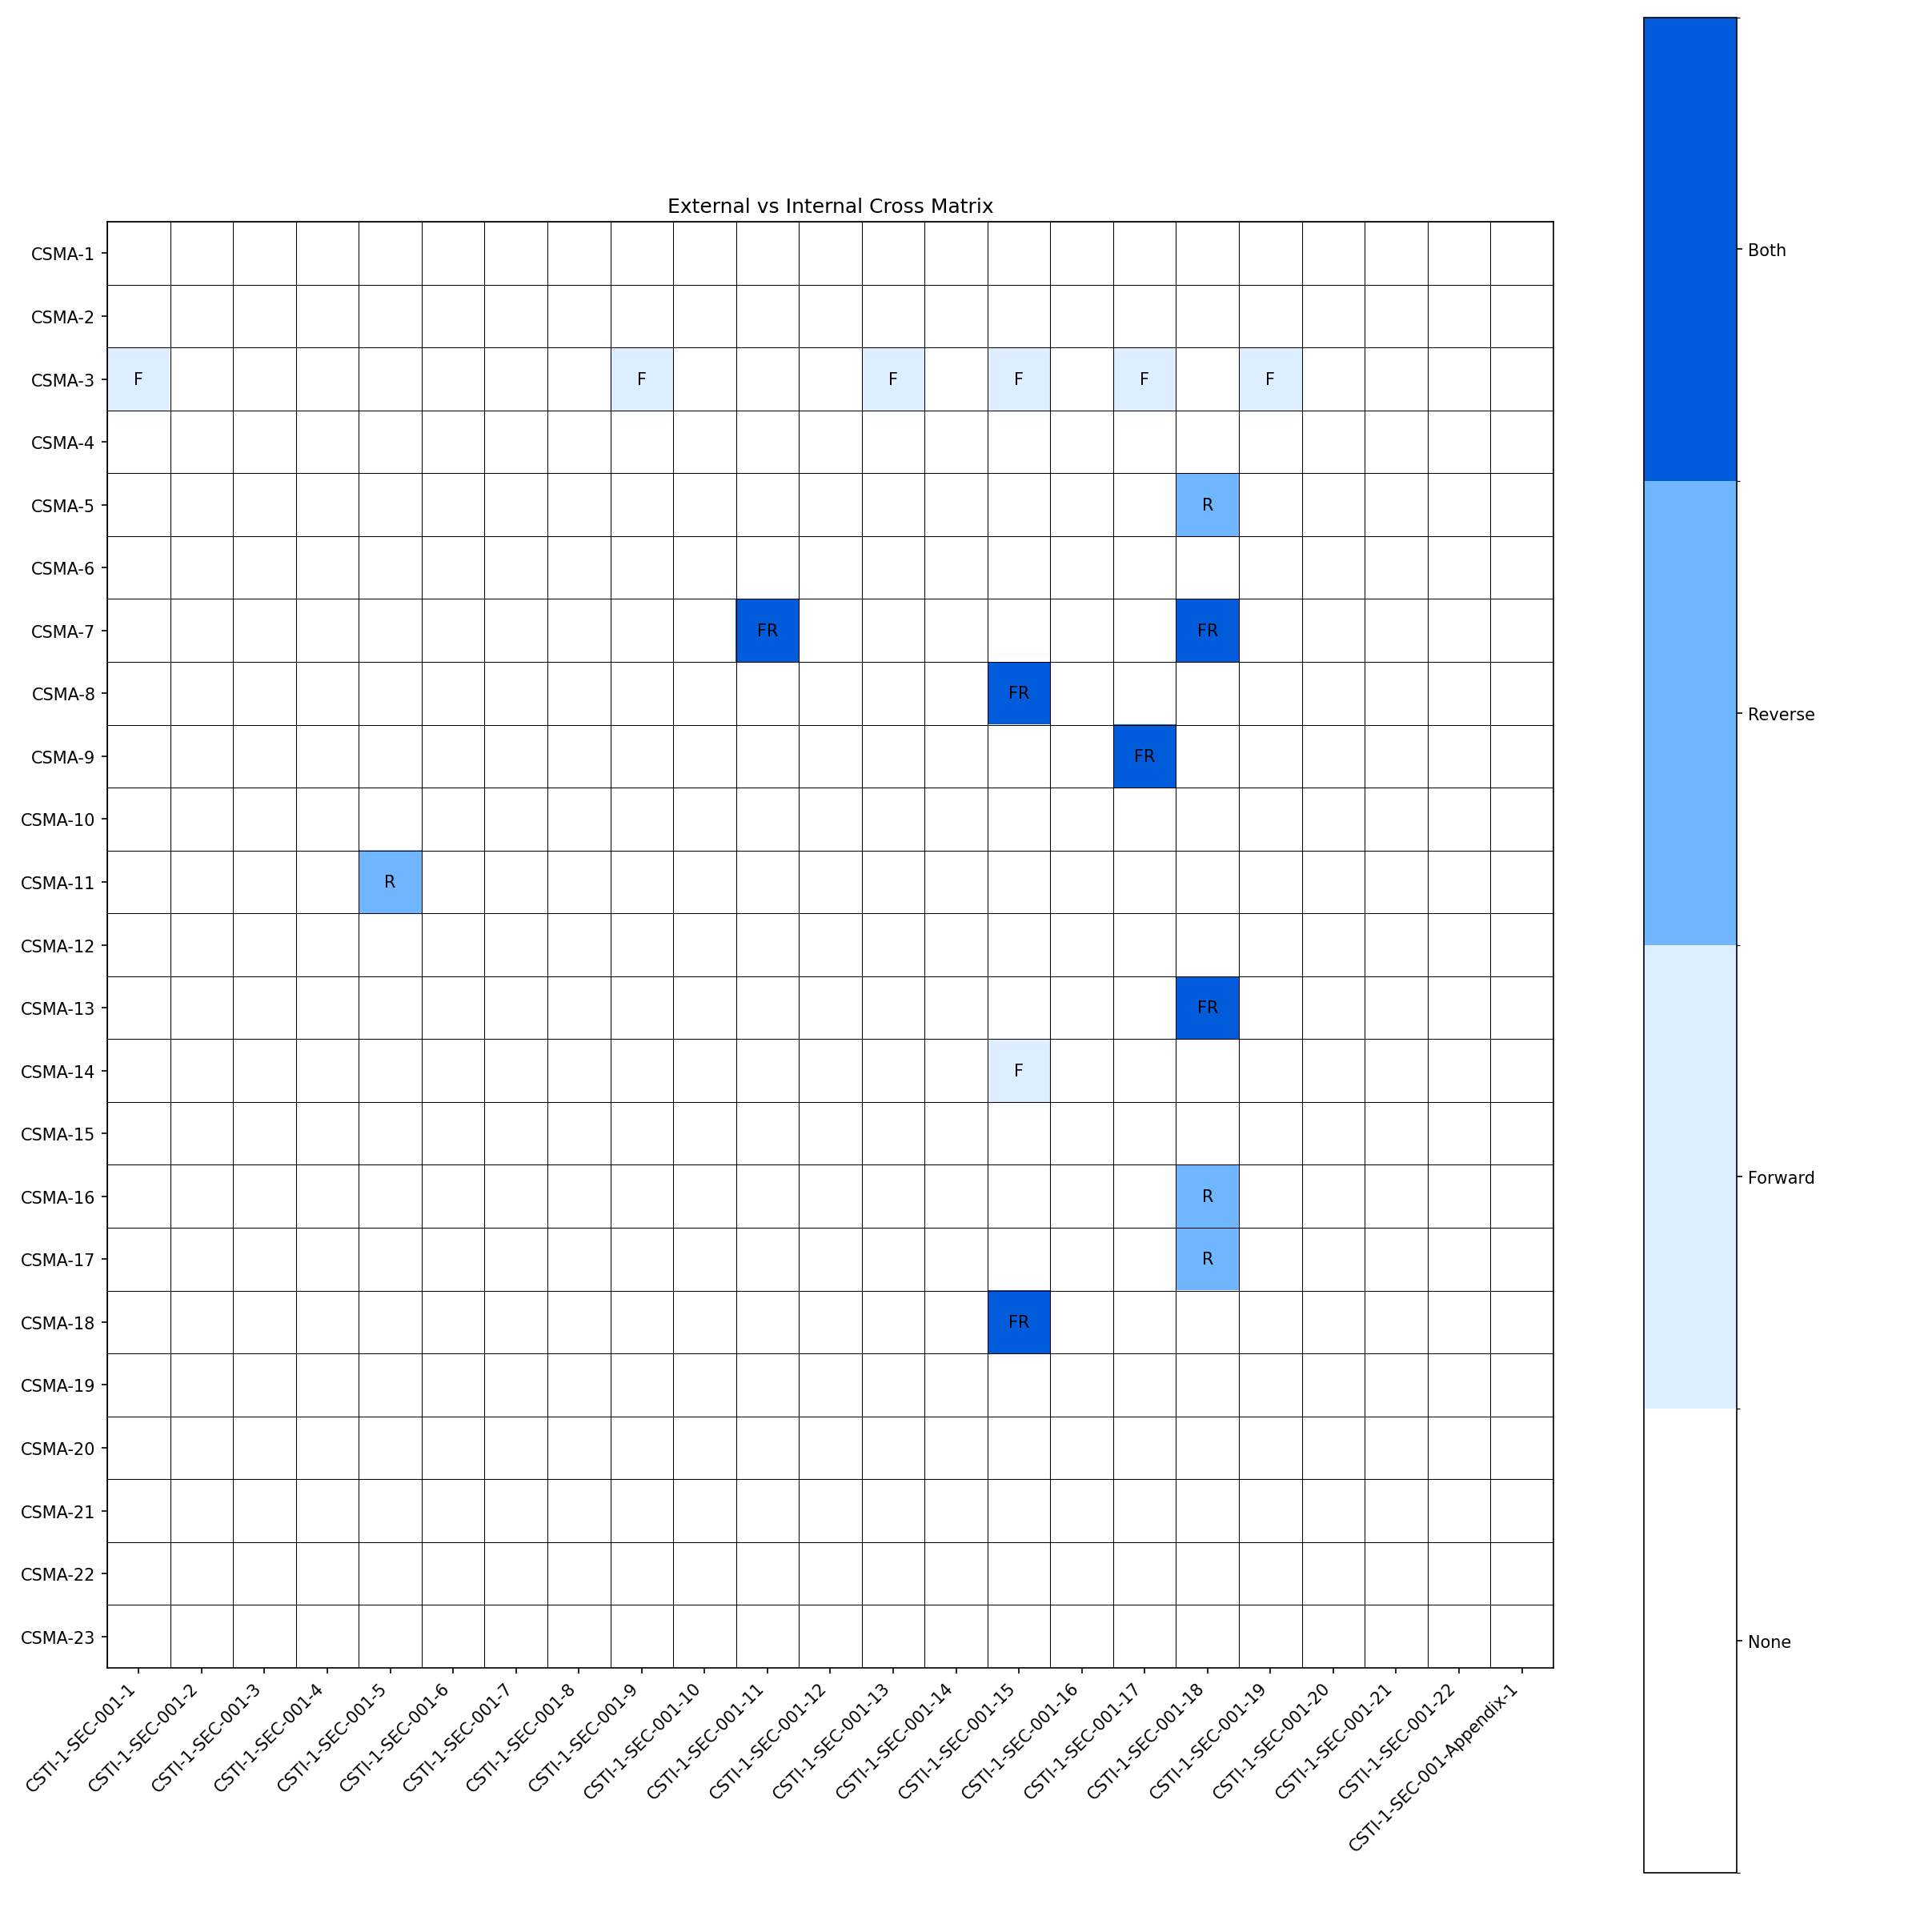 External vs Internal Cross Matrix
Both
Reverse
Forward
None
CSMA-1
CSMA-2
CSMA-3 F F F F F F
CSMA-4
CSMA-5 R
CSMA-6
CSMA-7 FR FR
CSMA-8 FR
CSMA-9 FR
CSMA-10
CSMA-11 R
CSMA-12
CSMA-13 FR
CSMA-14 F
CSMA-15
CSMA-16 R
CSMA-17 R
CSMA-18 FR
CSMA-19
CSMA-20
CSMA-21
CSMA-22
CSMA-23
CSTI-1-SEC-001-1
CSTI-1-SEC-001-2
CSTI-1-SEC-001-3
CSTI-1-SEC-001-4
CSTI-1-SEC-001-5
CSTI-1-SEC-001-6
CSTI-1-SEC-001-7
CSTI-1-SEC-001-8
CSTI-1-SEC-001-9
CSTI-1-SEC-001-10
CSTI-1-SEC-001-11
CSTI-1-SEC-001-12
CSTI-1-SEC-001-13
CSTI-1-SEC-001-14
CSTI-1-SEC-001-15
CSTI-1-SEC-001-16
CSTI-1-SEC-001-17
CSTI-1-SEC-001-18
CSTI-1-SEC-001-19
CSTI-1-SEC-001-20
CSTI-1-SEC-001-21
CSTI-1-SEC-001-22
CSTI-1-SEC-001-Appendix-1